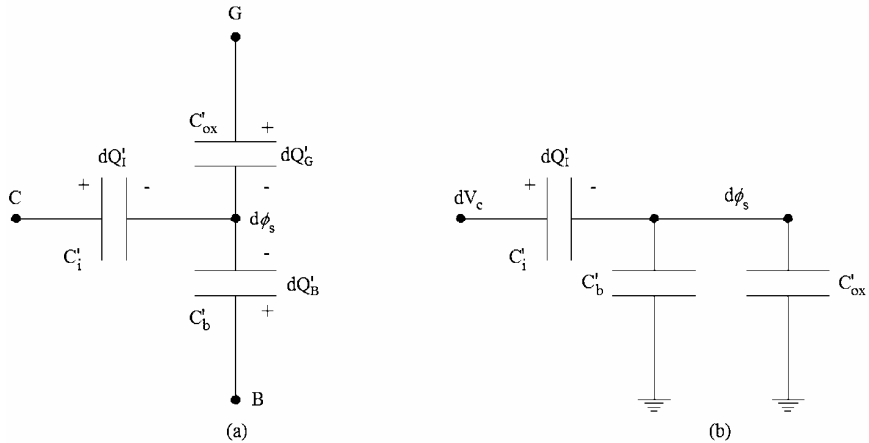 G
C'ox
+
dQ'I
dQ'G
+
-
-
C
dϕs
C'i
-
dQ'B
C'b
+
B
(a)
dQ'I
+
-
dVc
dϕs
C'i
C'b
C'ox
(b)